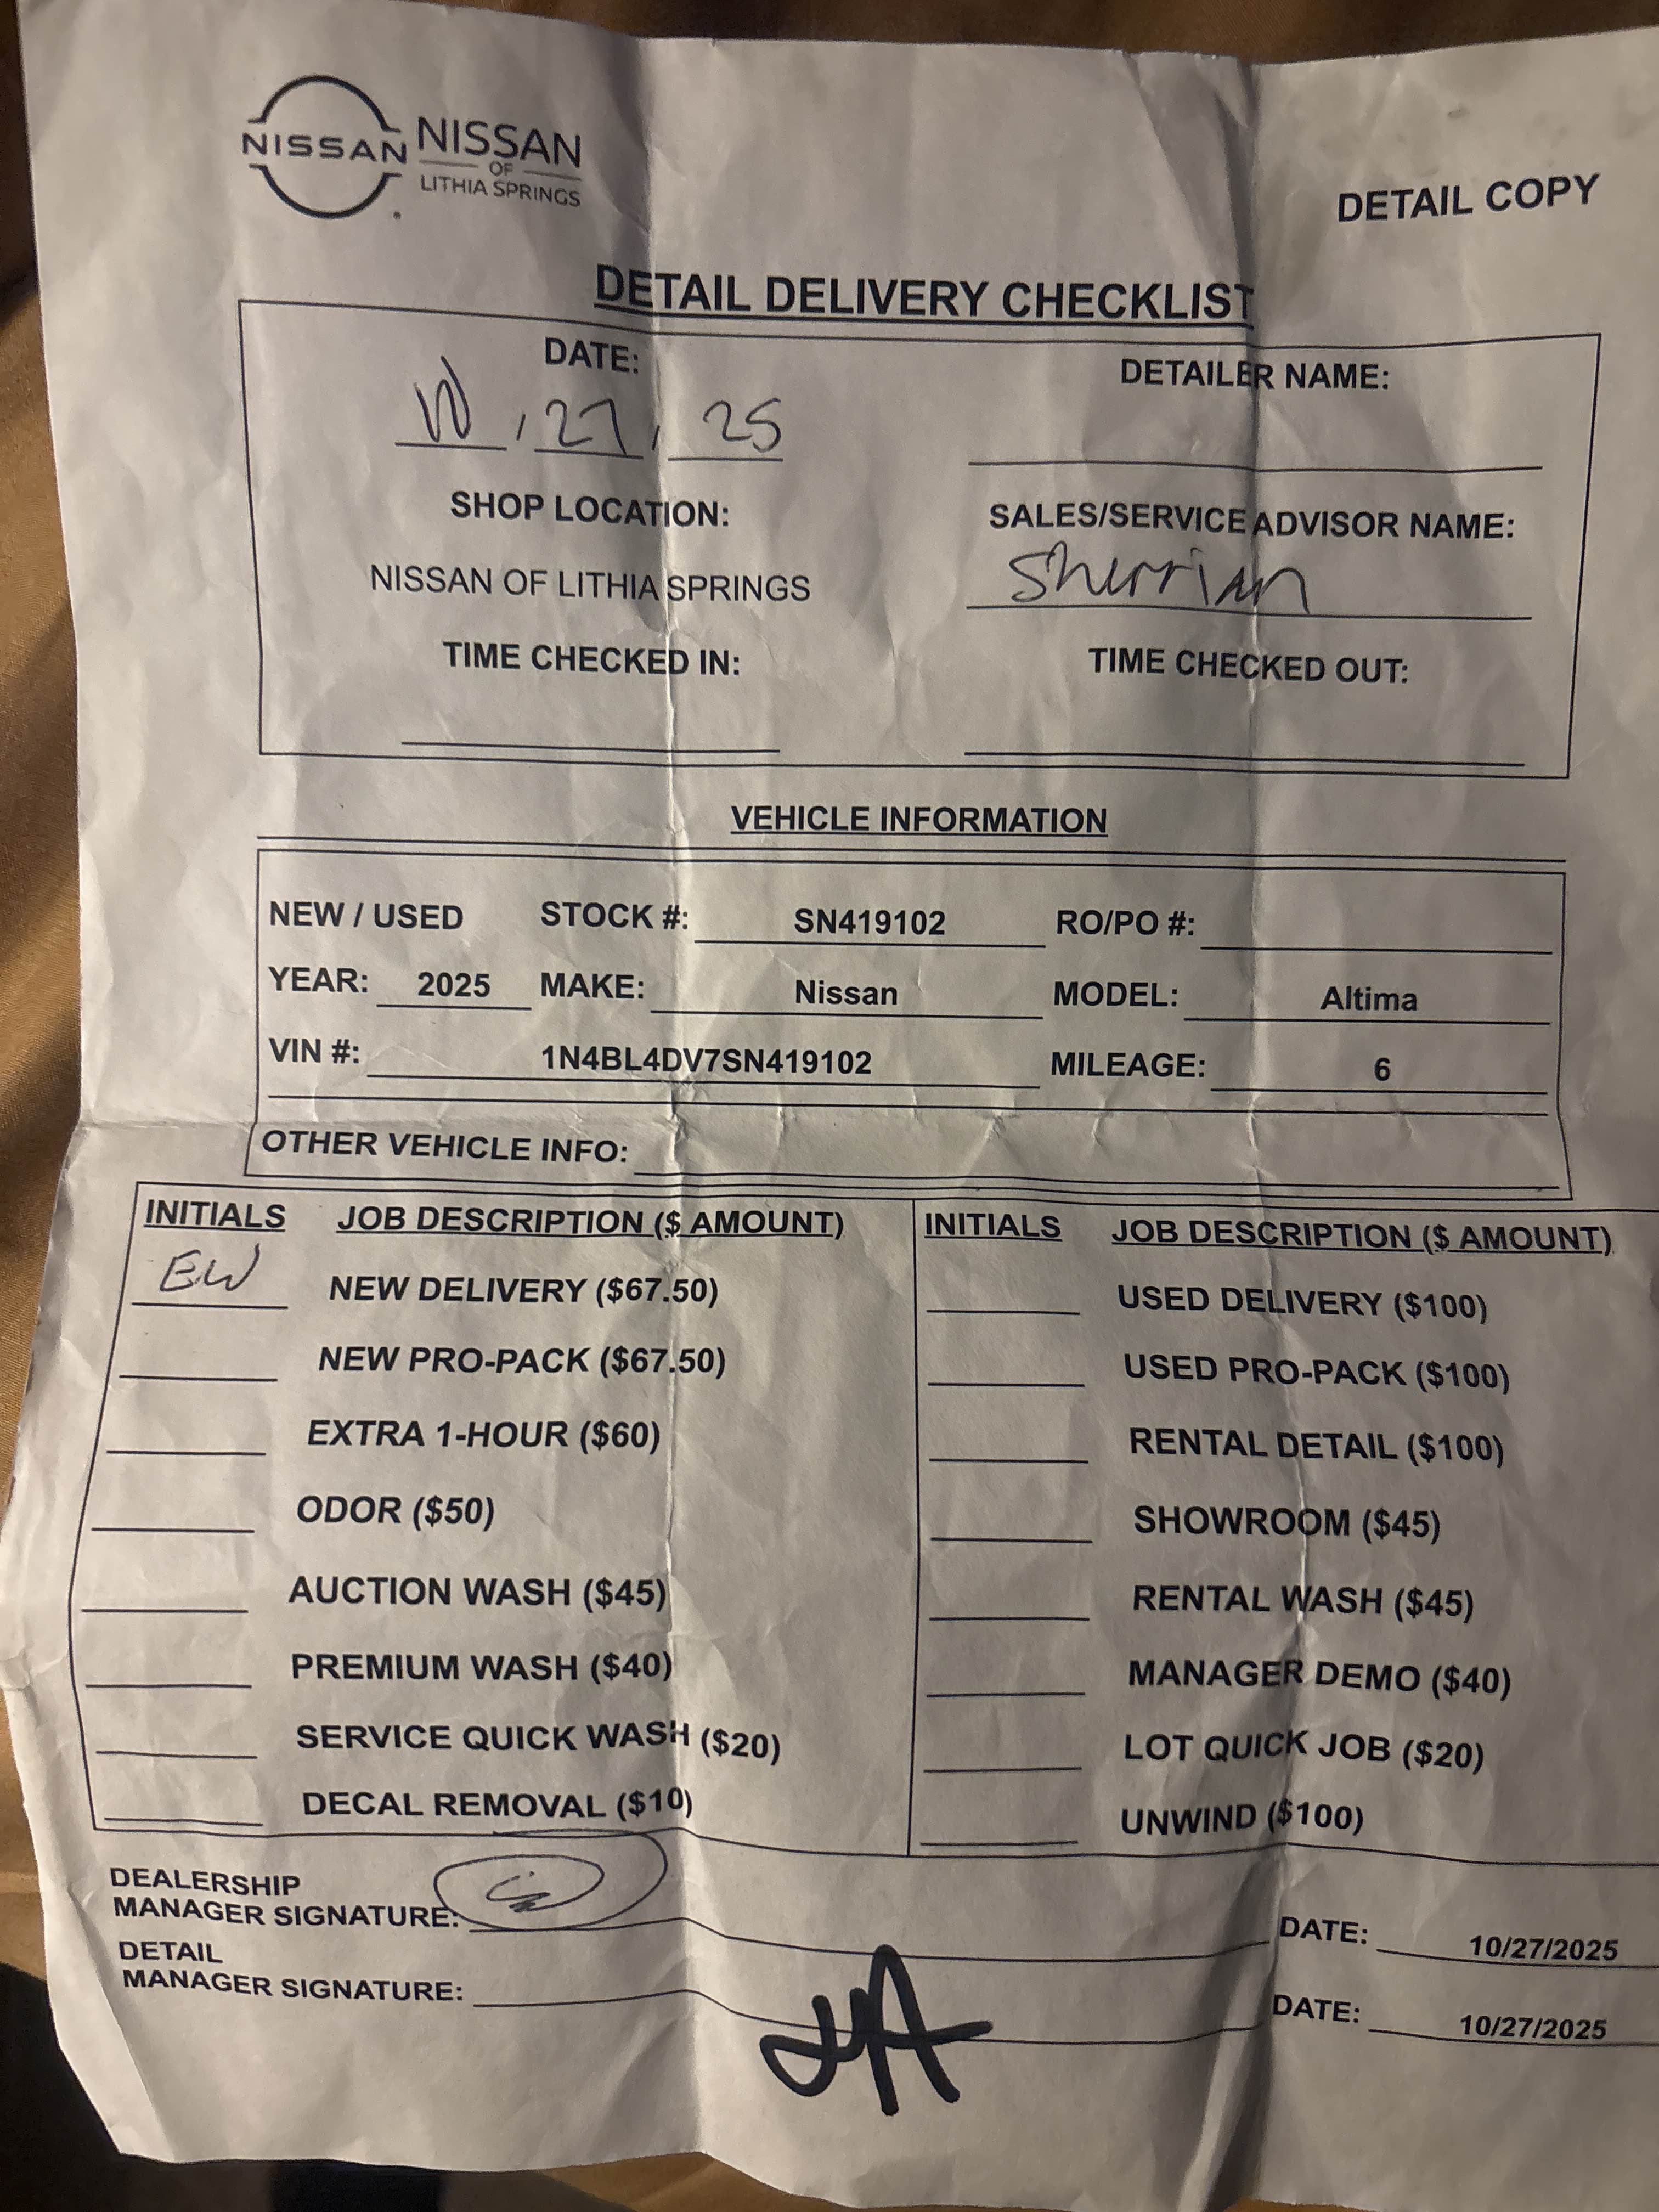 NISSAN NISSAN
OF
LITHIA SPRINGS
DETAIL COPY
DETAIL DELIVERY CHECKLIST
DATE: DETAILER NAME:
10, 27, 25
SHOP LOCATION: SALES/SERVICE ADVISOR NAME:
NISSAN OF LITHIA SPRINGS Sherrian
TIME CHECKED IN: TIME CHECKED OUT:
VEHICLE INFORMATION
NEW / USED STOCK #: SN419102 RO/PO #:
YEAR: 2025 MAKE: Nissan MODEL: Altima
VIN #: 1N4BL4DV7SN419102 MILEAGE: 6
OTHER VEHICLE INFO:
INITIALS JOB DESCRIPTION ($ AMOUNT) INITIALS JOB DESCRIPTION ($ AMOUNT)
EW NEW DELIVERY ($67.50) USED DELIVERY ($100)
NEW PRO-PACK ($67.50) USED PRO-PACK ($100)
EXTRA 1-HOUR ($60) RENTAL DETAIL ($100)
ODOR ($50) SHOWROOM ($45)
AUCTION WASH ($45) RENTAL WASH ($45)
PREMIUM WASH ($40) MANAGER DEMO ($40)
SERVICE QUICK WASH ($20) LOT QUICK JOB ($20)
DECAL REMOVAL ($10) UNWIND ($100)
DEALERSHIP
MANAGER SIGNATURE: DATE: 10/27/2025
DETAIL
MANAGER SIGNATURE: DATE: 10/27/2025